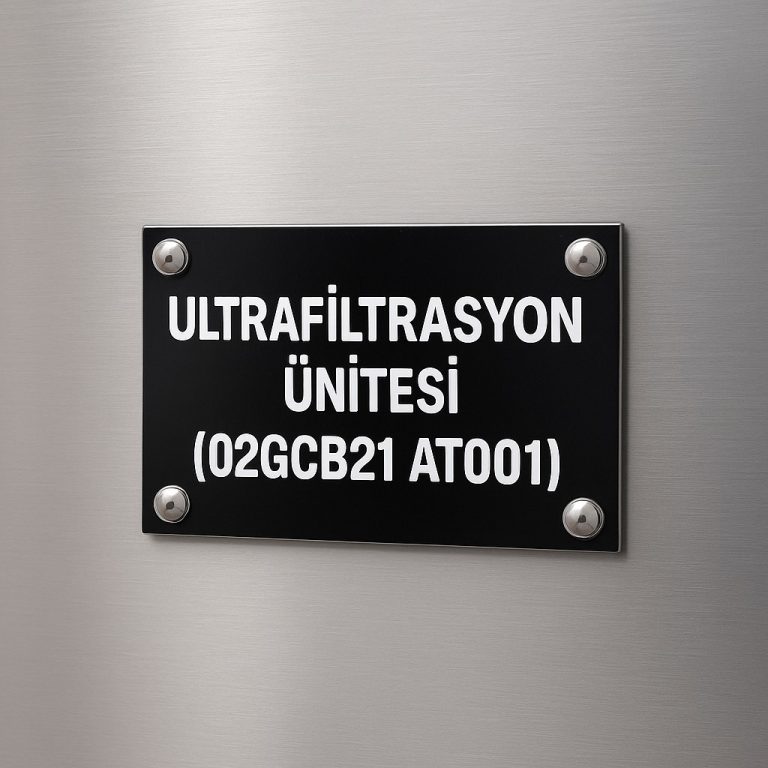 ULTRAFİLTRASYON
ÜNİTESİ
(02GCB21 AT001)